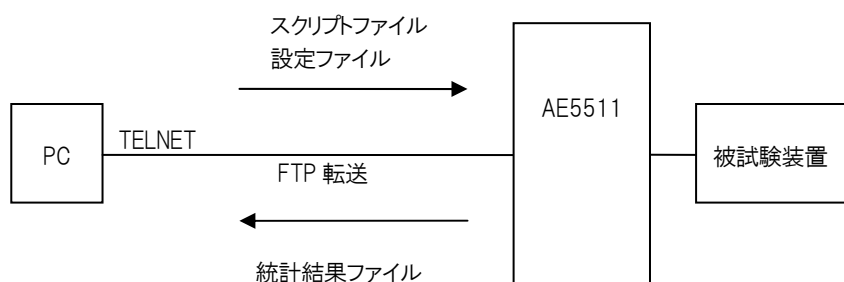 スクリプトファイル
設定ファイル
AE5511
PC
TELNET
被試験装置
FTP 転送
統計結果ファイル